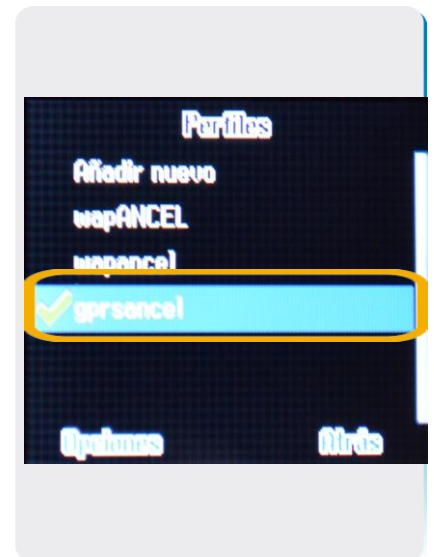 Perfiles
Añadir nuevo
wapANCEL
wapancel
gprsancel
Opciones Atrás